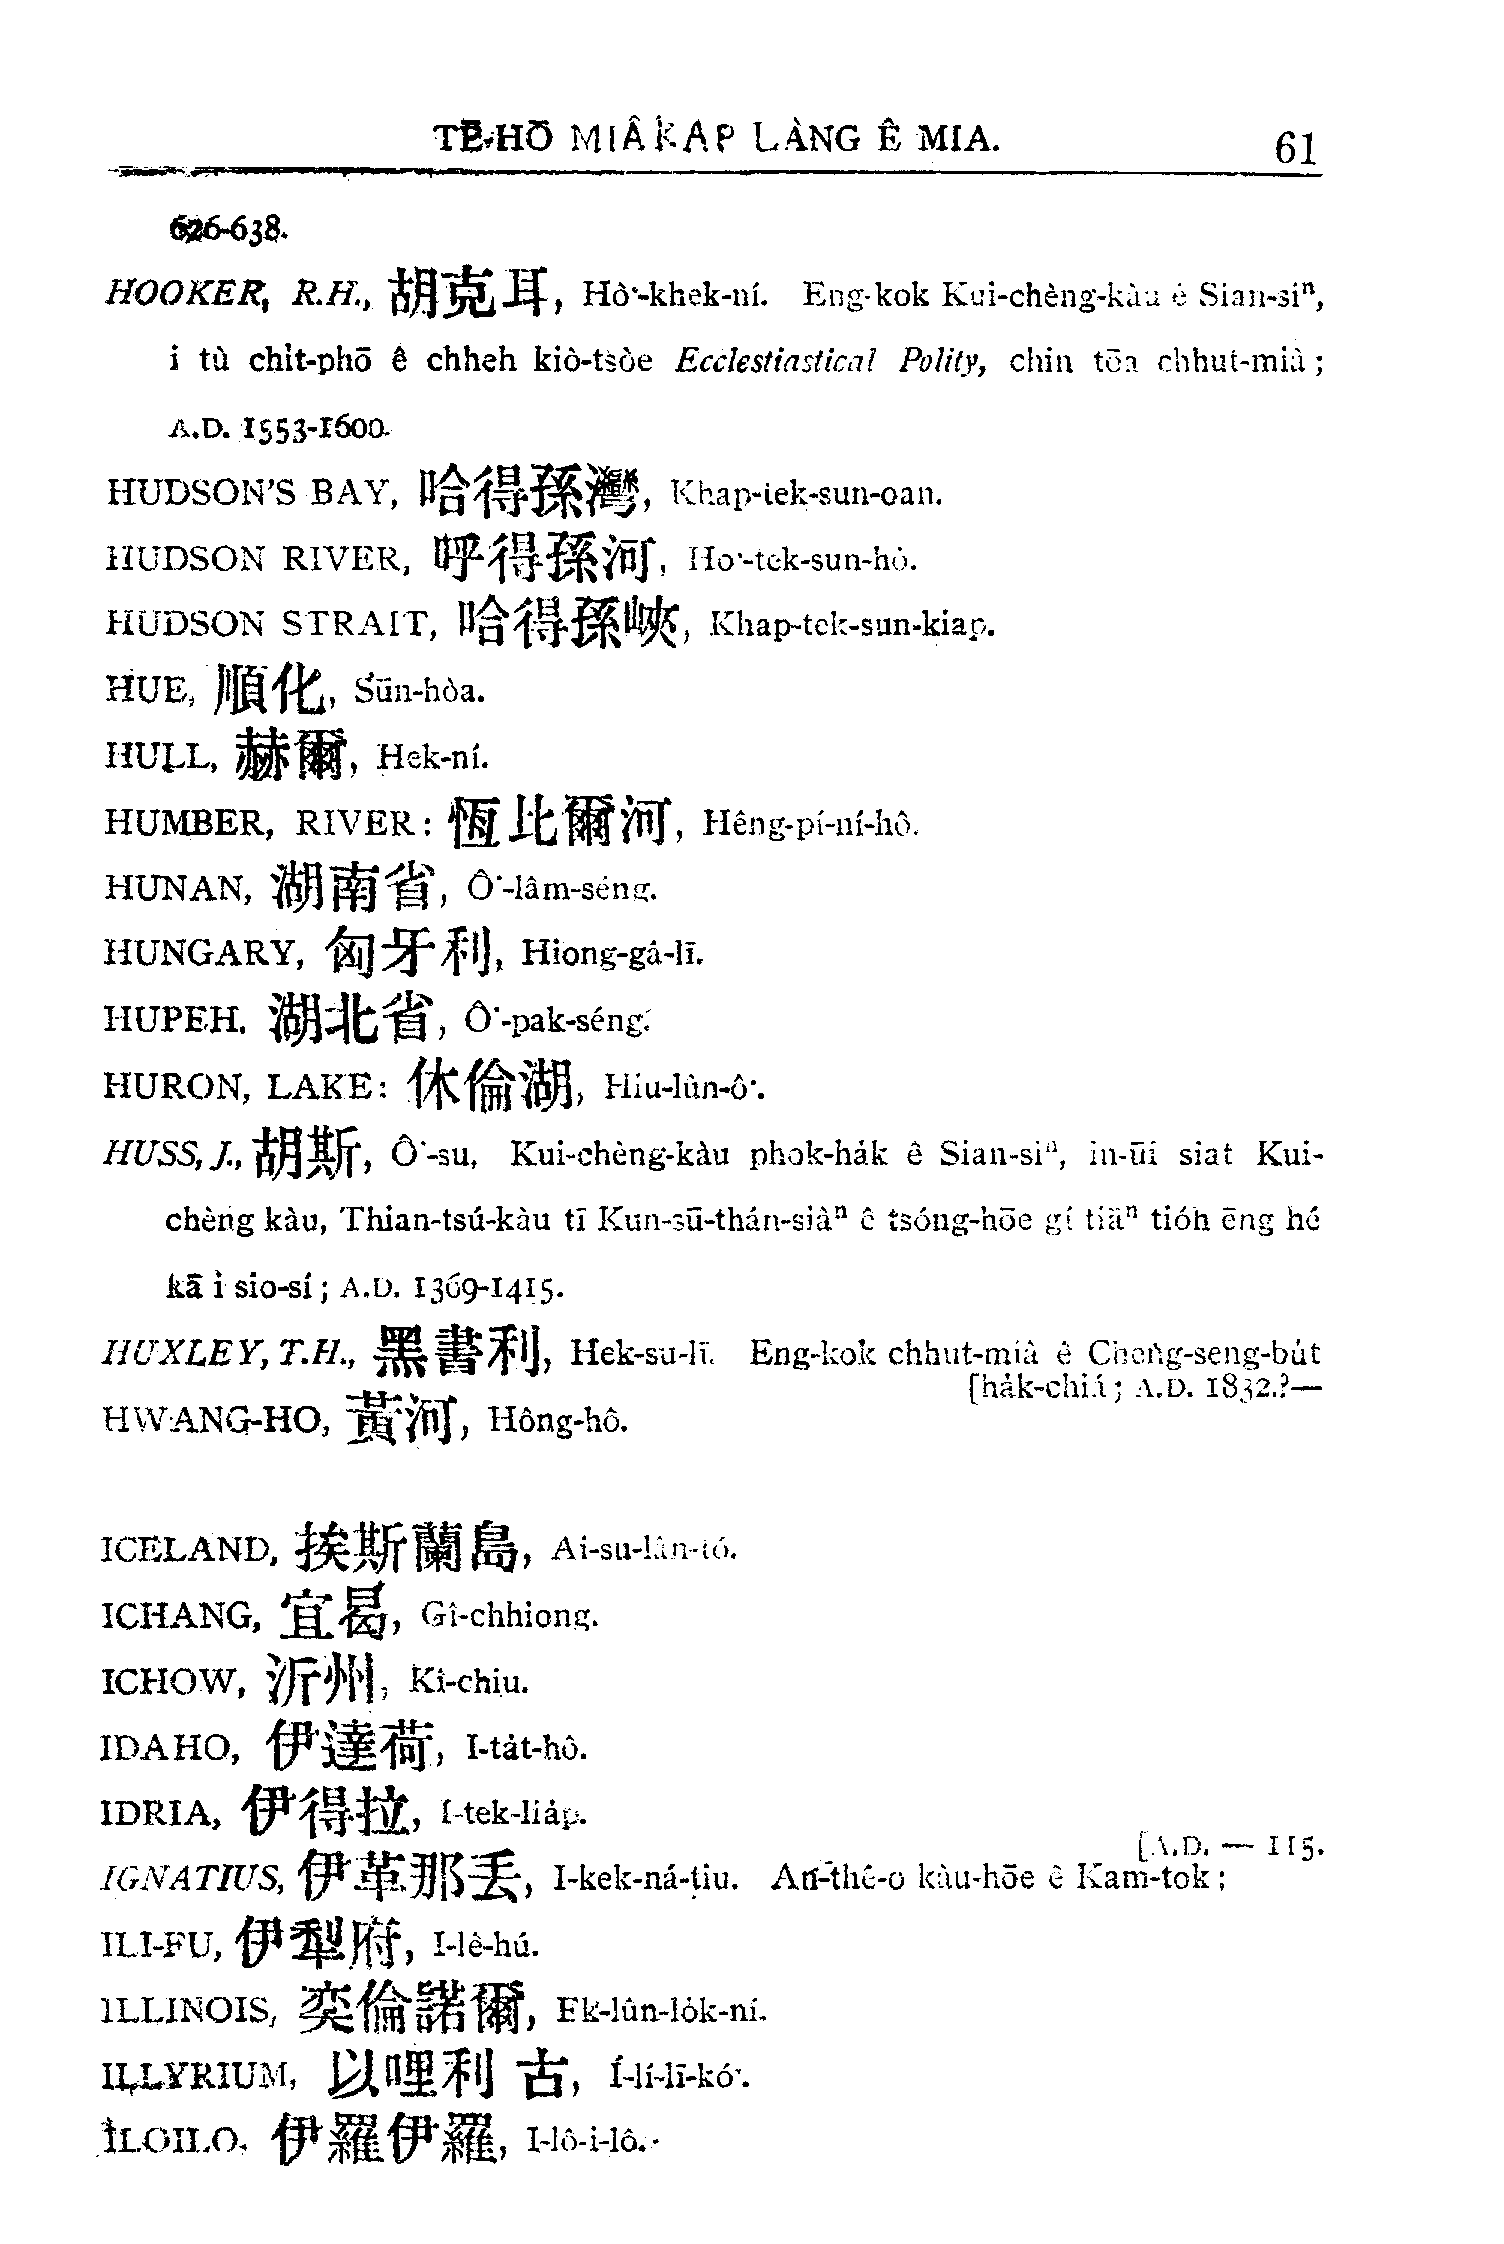 TĒ-HŌ MIÂ KAP LÂNG Ê MIA. 61
626-638.
HOOKER, R.H., 胡克耳, Hô͘-khek-ní. Eng-kok Kui-chèng-kàu ê Sian-siⁿ,
i tù chi̍t-phō ê chheh kiò-tsòe Ecclestiastical Polity, chin tōa chhut-miâ;
A.D. 1553-1600.
HUDSON'S BAY, 哈得孫灣, Khap-tek-sun-oan.
HUDSON RIVER, 呼得孫河, Ho͘-tek-sun-hô.
HUDSON STRAIT, 哈得孫峽, Khap-tek-sun-kiap.
HUE, 順化, Sūn-hòa.
HULL, 赫爾, Hek-ní.
HUMBER, RIVER: 恆比爾河, Hêng-pí-ní-hô.
HUNAN, 湖南省, Ô͘-lâm-séng.
HUNGARY, 匈牙利, Hiong-gâ-lī.
HUPEH, 湖北省, Ô͘-pak-séng.
HURON, LAKE: 休倫湖, Hiu-lûn-ô͘.
HUSS, J., 胡斯, Ô͘-su, Kui-chèng-kàu phok-ha̍k ê Sian-siⁿ, in-ūi siat Kui-
chèng kàu, Thian-tsú-kàu tī Kun-sū-thán-siàⁿ ê tsóng-hōe gí tiāⁿ tio̍h ēng hé
kā i sio-sí; A.D. 1369-1415.
HUXLEY, T.H., 黑書利, Hek-su-lī. Eng-kok chhut-miâ ê Cheng-seng-bu̍t
[ha̍k-chiá; A.D. 1832.?—
HWANG-HO, 黃河, Hông-hô.
ICELAND, 挨斯蘭島, Ai-su-lân-tó.
ICHANG, 宜曷, Gî-chhiong.
ICHOW, 沂州, Kî-chiu.
IDAHO, 伊達荷, I-ta̍t-hô.
IDRIA, 伊得拉, I-tek-lia̍p.
[A.D. — 115.
IGNATIUS, 伊革那丟, I-kek-ná-tiu. An-thê-o kàu-hōe ê Kam-tok;
ILI-FU, 伊犁府, I-lê-hú.
ILLINOIS, 奕倫諾爾, Ek-lûn-lo̍k-ní.
ILLYRIUM, 以哩利古, Í-lí-lī-kó͘.
ILOILO, 伊羅伊羅, I-lô-i-lô.